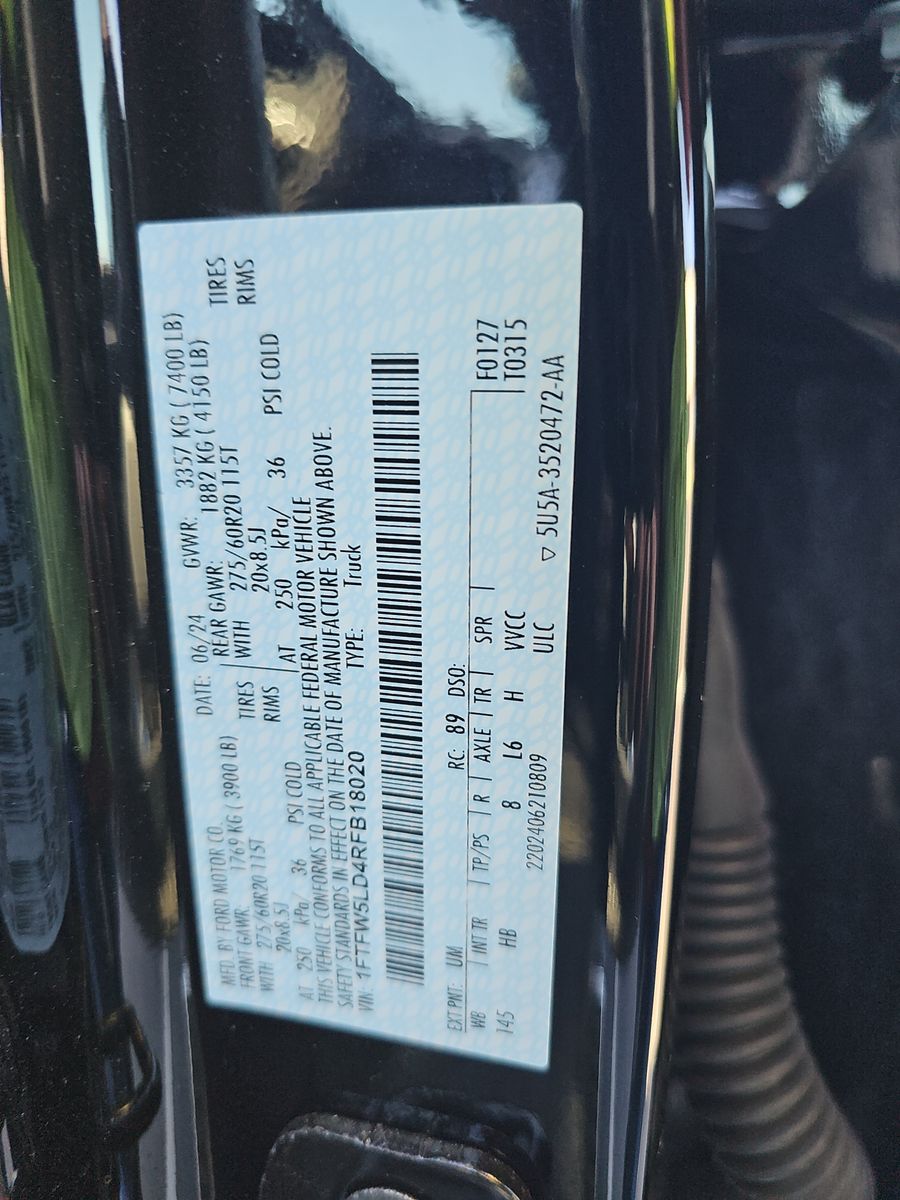 MFD. BY FORD MOTOR CO. DATE: 06/24 GVWR: 3357 KG ( 7400 LB)
FRONT GAWR: 1769 KG ( 3900 LB) REAR GAWR: 1882 KG ( 4150 LB)
WITH 275/60R20 115T TIRES WITH 275/60R20 115T TIRES
20x8.5J RIMS 20x8.5J RIMS
AT 250 kPa/ 36 PSI COLD AT 250 kPa/ 36 PSI COLD
THIS VEHICLE CONFORMS TO ALL APPLICABLE FEDERAL MOTOR VEHICLE
SAFETY STANDARDS IN EFFECT ON THE DATE OF MANUFACTURE SHOWN ABOVE.
VIN: 1FTFW5LD4RFB18020 TYPE: Truck
EXT PNT: UM RC: 89 DSO:
WB INT TR TP/PS R AXLE TR SPR F0127
145 HB 8 L6 H VVCC T0315
2202406210809 ULC
▽ 5U5A-3520472-AA